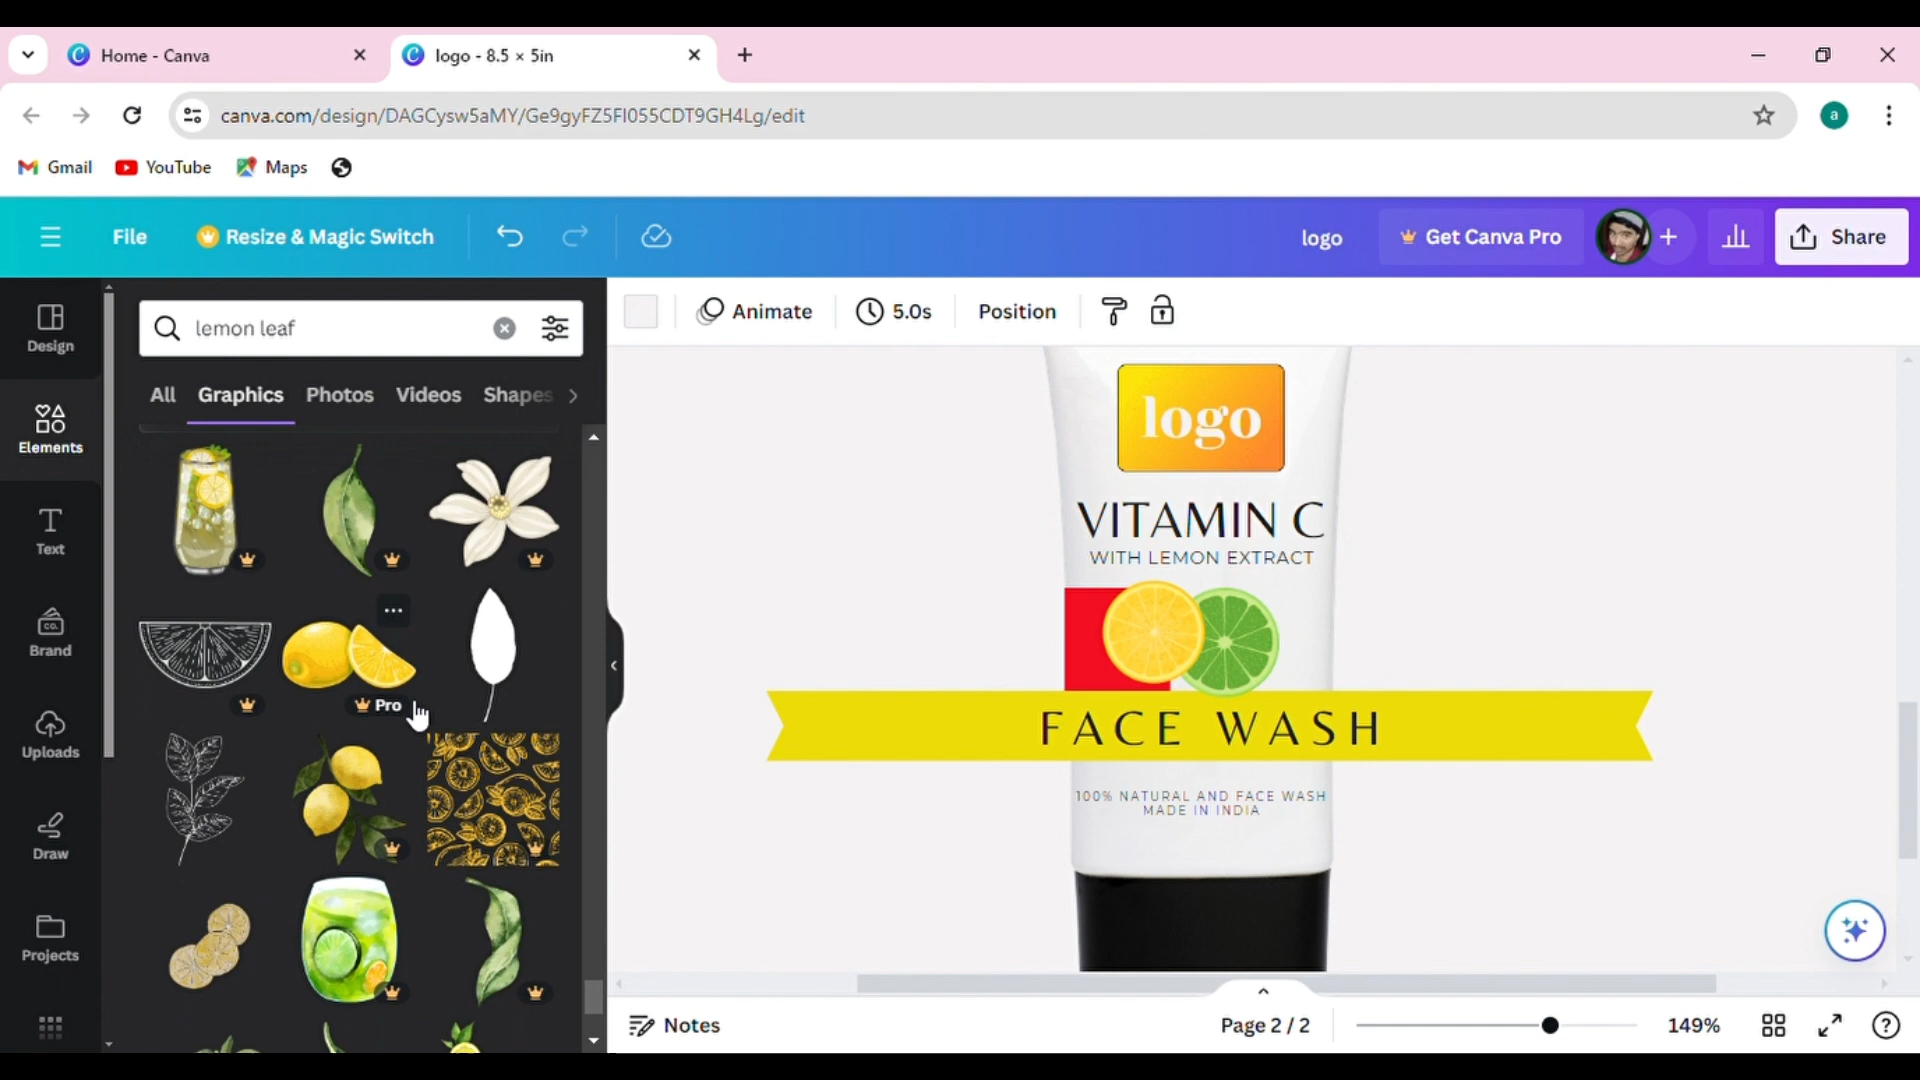 Home - Canva
logo - 8.5 × 5in
canva.com/design/DAGCysw5aMY/Ge9gyFZ5FI055CDT9GH4Lg/edit
a
Gmail
YouTube
Maps
File
Resize & Magic Switch
logo
Get Canva Pro
Share
Design
Elements
Text
Brand
Uploads
Draw
Projects
lemon leaf
All
Graphics
Photos
Videos
Shapes
Pro
Animate
5.0s
Position
logo
VITAMIN C
WITH LEMON EXTRACT
FACE WASH
100% NATURAL AND FACE WASH
MADE IN INDIA
Notes
Page 2 / 2
149%